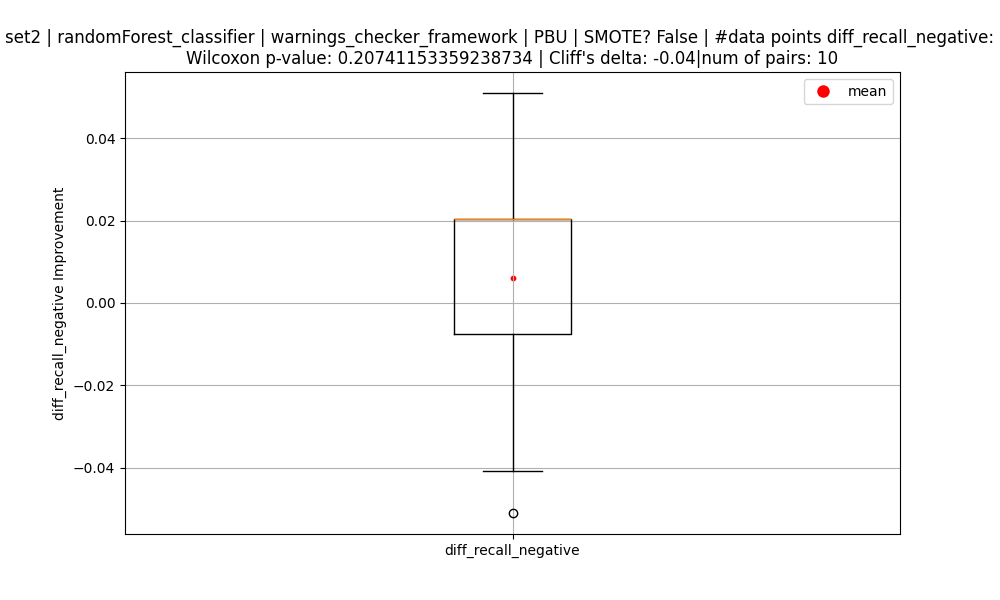 set2 | randomForest_classifier | warnings_checker_framework | PBU | SMOTE? False | #data points diff_recall_negative:
Wilcoxon p-value: 0.20741153359238734 | Cliff's delta: -0.04|num of pairs: 10
mean
0.04
0.02
0.00
−0.02
−0.04
diff_recall_negative Improvement
diff_recall_negative